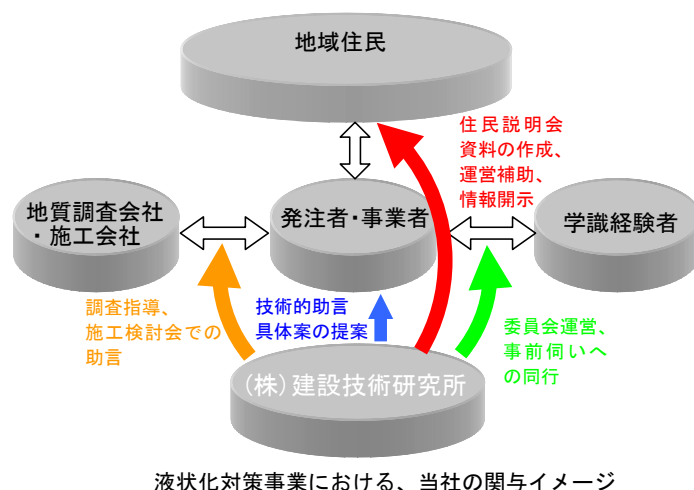 地域住民
住民説明会
資料の作成、
運営補助、
情報開示
地質調査会社
・施工会社
発注者・事業者
学識経験者
調査指導、
施工検討会での
助言
技術的助言
具体案の提案
委員会運営、
事前伺いへ
の同行
(株)建設技術研究所
液状化対策事業における、当社の関与イメージ